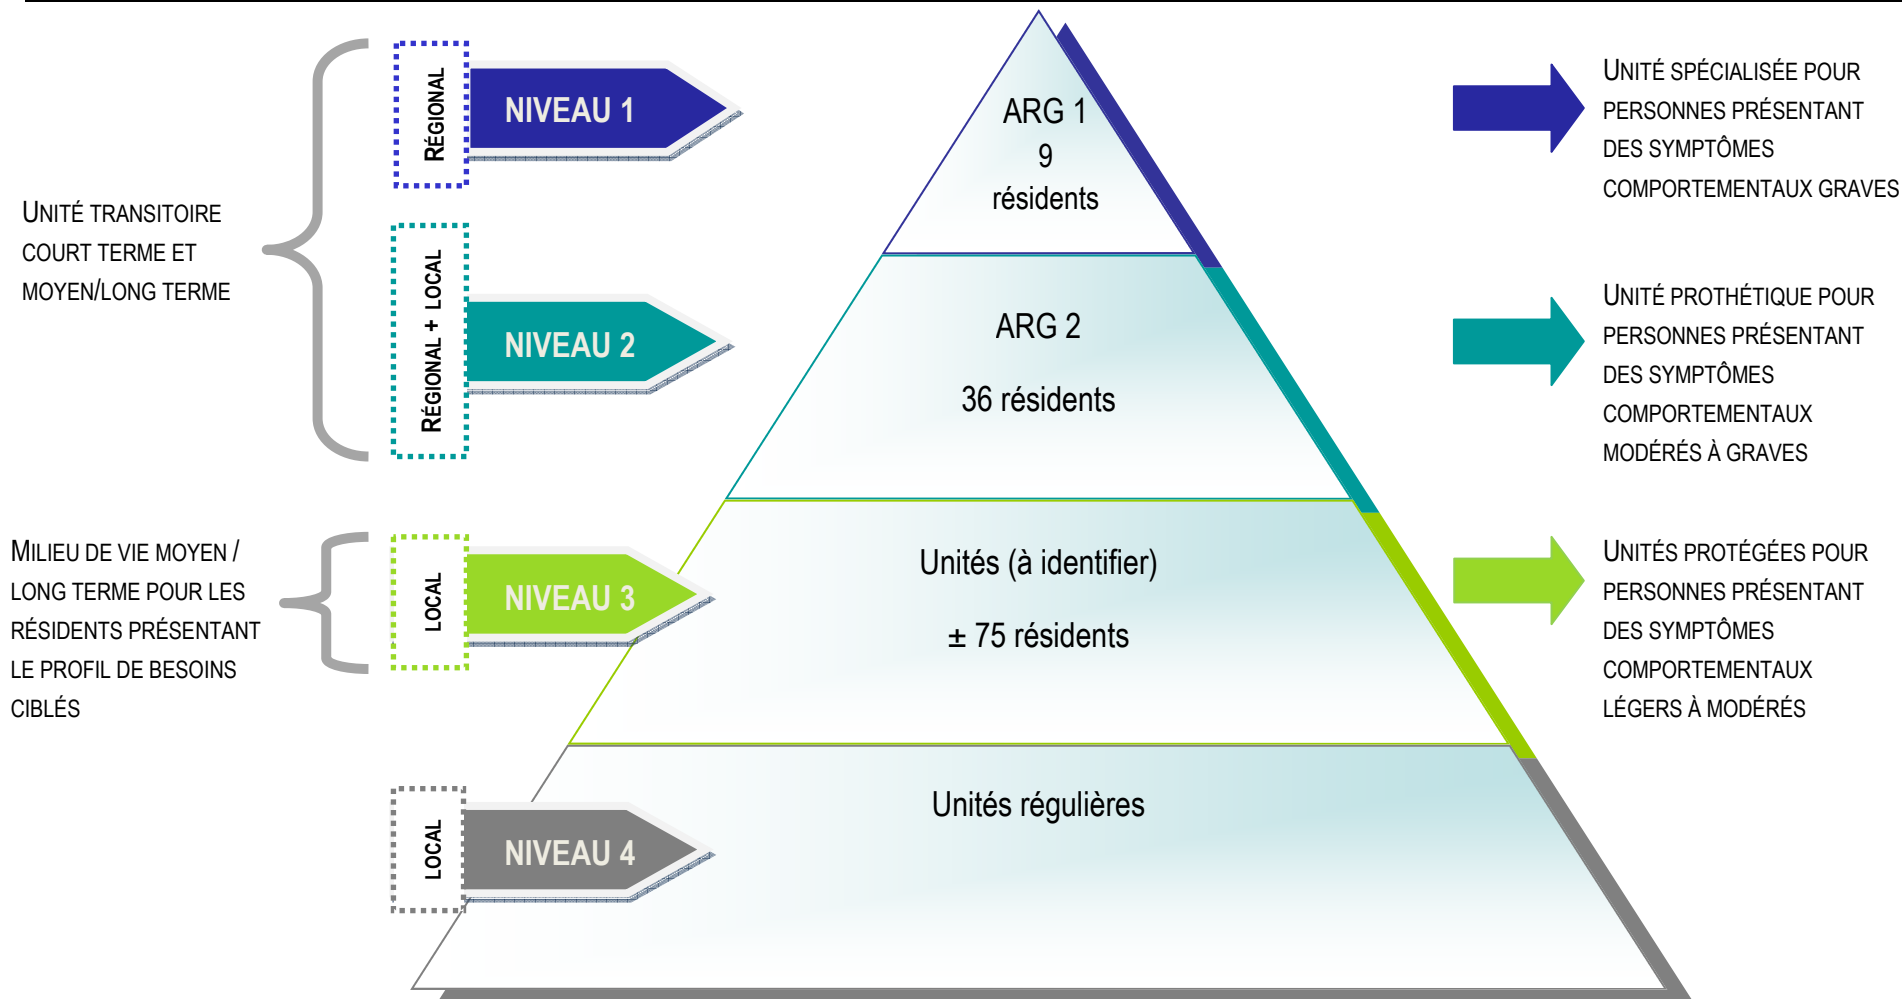 UNITÉ TRANSITOIRE
COURT TERME ET
MOYEN/LONG TERME
RÉGIONAL
NIVEAU 1
ARG 1
9
résidents
UNITÉ SPÉCIALISÉE POUR
PERSONNES PRÉSENTANT
DES SYMPTÔMES
COMPORTEMENTAUX GRAVES
RÉGIONAL + LOCAL
NIVEAU 2
ARG 2
36 résidents
UNITÉ PROTHÉTIQUE POUR
PERSONNES PRÉSENTANT
DES SYMPTÔMES
COMPORTEMENTAUX
MODÉRÉS À GRAVES
MILIEU DE VIE MOYEN /
LONG TERME POUR LES
RÉSIDENTS PRÉSENTANT
LE PROFIL DE BESOINS
CIBLÉS
LOCAL
NIVEAU 3
Unités (à identifier)
± 75 résidents
UNITÉS PROTÉGÉES POUR
PERSONNES PRÉSENTANT
DES SYMPTÔMES
COMPORTEMENTAUX
LÉGERS À MODÉRÉS
LOCAL
NIVEAU 4
Unités régulières